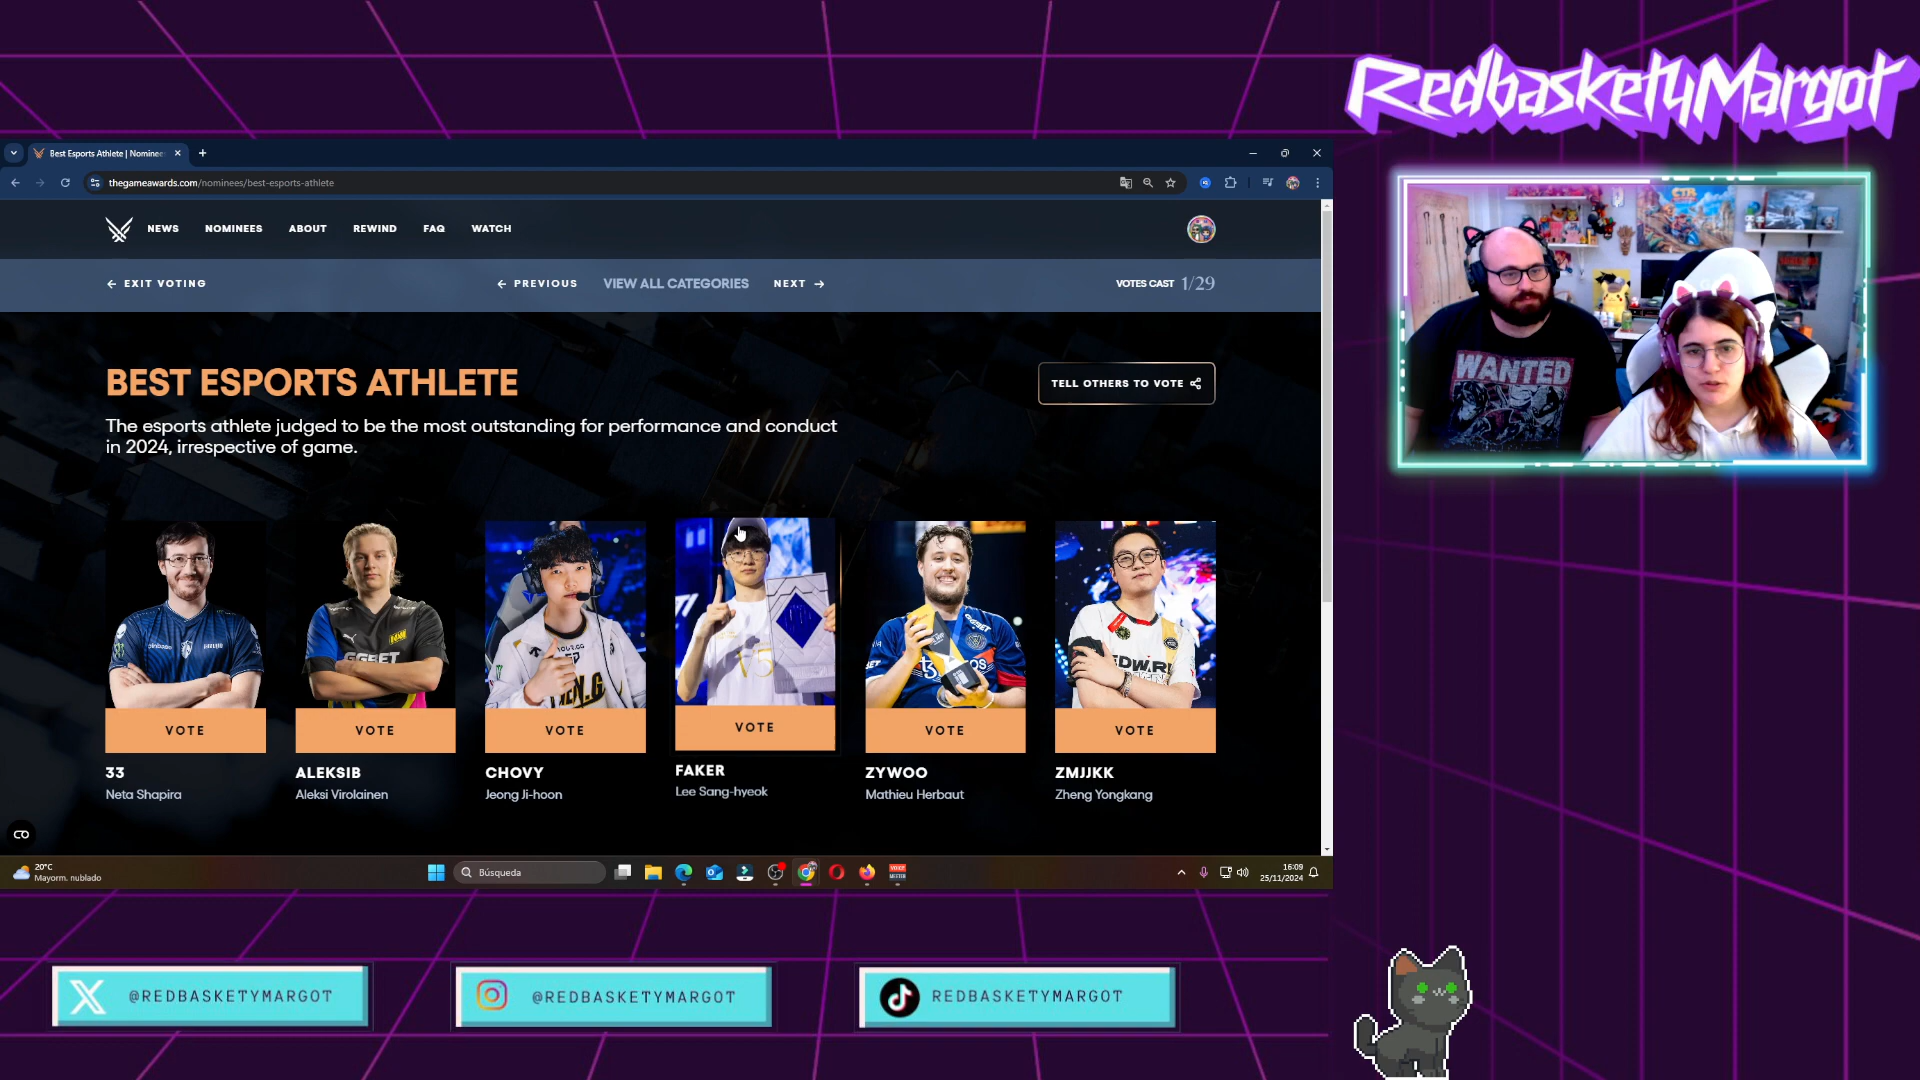 RedbasketyMargot
Best Esports Athlete | Nominee
thegameawards.com/nominees/best-esports-athlete
NEWS
NOMINEES
ABOUT
REWIND
FAQ
WATCH
EXIT VOTING
PREVIOUS
VIEW ALL CATEGORIES
NEXT
VOTES CAST 1/29
BEST ESPORTS ATHLETE
TELL OTHERS TO VOTE
The esports athlete judged to be the most outstanding for performance and conduct
in 2024, irrespective of game.
WANTED
VOTE
VOTE
VOTE
VOTE
VOTE
VOTE
33
ALEKSIB
CHOVY
FAKER
ZYWOO
ZMJJKK
Neta Shapira
Aleksi Virolainen
Jeong Ji-hoon
Lee Sang-hyeok
Mathieu Herbaut
Zheng Yongkang
20°C
Mayorm. nublado
Búsqueda
16:09
25/11/2024
@REDBASKETYMARGOT
@REDBASKETYMARGOT
REDBASKETYMARGOT